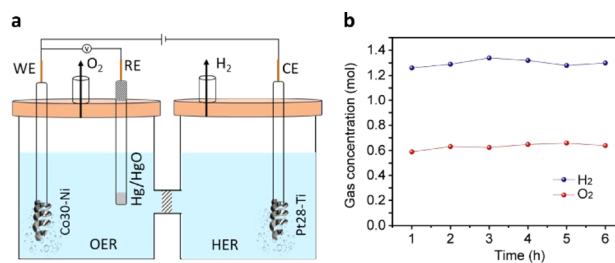 a
WE
O2
RE
V
H2
CE
Hg/HgO
Co30-Ni
OER
HER
Pt28-Ti
b
Gas concentration (mol)
1.4
1.2
1.0
0.8
0.6
0.4
0.2
0.0
H2
O2
1 2 3 4 5 6
Time (h)